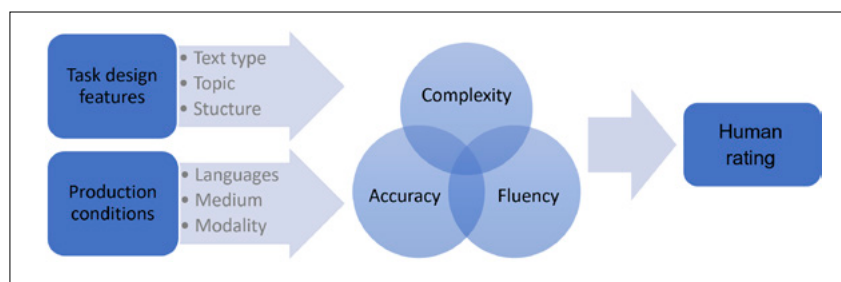 Task design
features
• Text type
• Topic
• Stucture
Production
conditions
• Languages
• Medium
• Modality
Complexity
Accuracy
Fluency
Human
rating